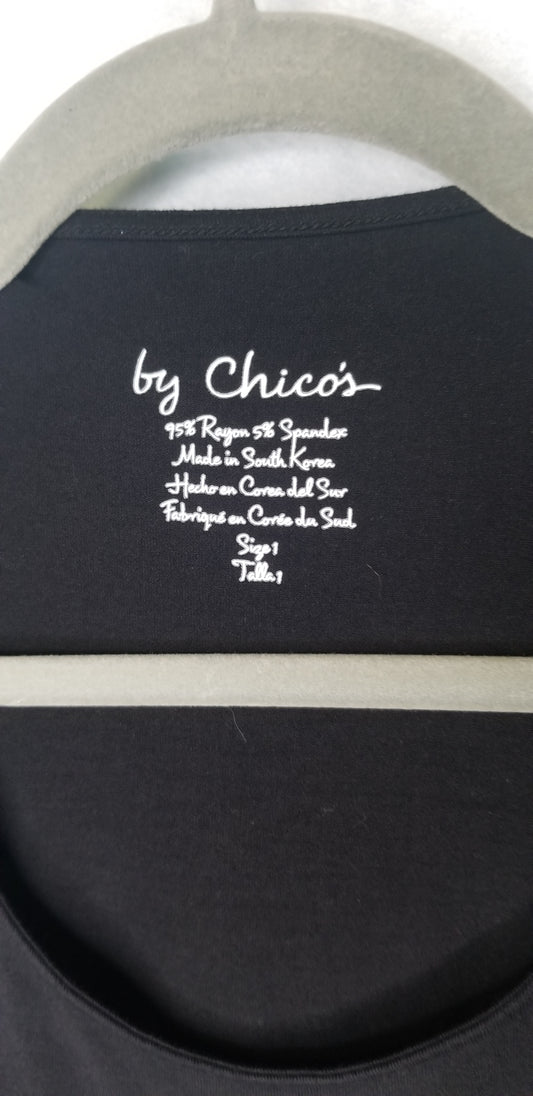 by Chico's
95% Rayon 5% Spandex
Made in South Korea
Hecho en Corea del Sur
Fabriqué en Corée du Sud
Size 1
Talla 1